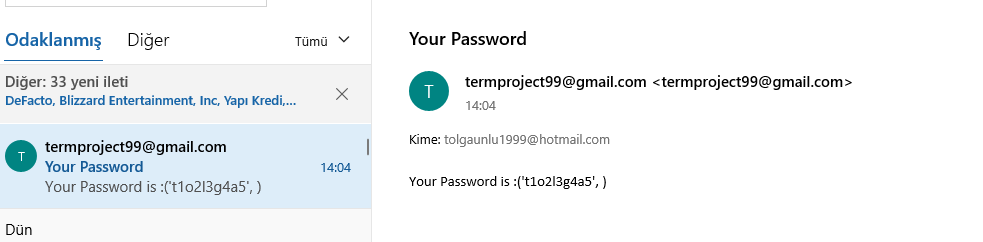 Odaklanmış Diğer Tümü
Diğer: 33 yeni ileti
DeFacto, Blizzard Entertainment, Inc, Yapı Kredi,...
T
termproject99@gmail.com
Your Password 14:04
Your Password is :('t1o2l3g4a5', )
Dün
Your Password
T
termproject99@gmail.com <termproject99@gmail.com>
14:04
Kime: tolgaunlu1999@hotmail.com
Your Password is :('t1o2l3g4a5', )